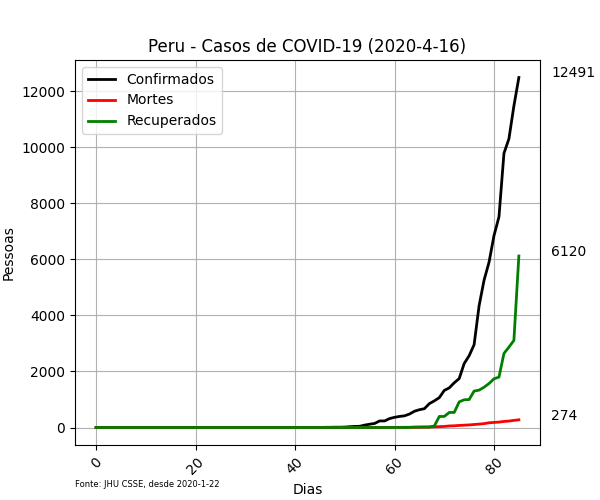 Peru - Casos de COVID-19 (2020-4-16)
Confirmados
Mortes
Recuperados
12491
6120
274
Pessoas
12000
10000
8000
6000
4000
2000
0
0
20
40
60
80
Dias
Fonte: JHU CSSE, desde 2020-1-22